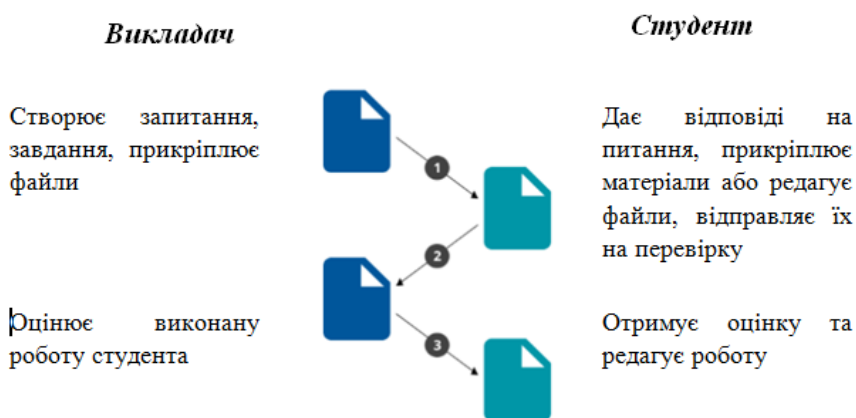 Викладач
Студент
Створює запитання,
завдання, прикріплює
файли
1
Дає відповіді на
питання, прикріплює
матеріали або редагує
файли, відправляє їх
на перевірку
2
Оцінює виконану
роботу студента
3
Отримує оцінку та
редагує роботу